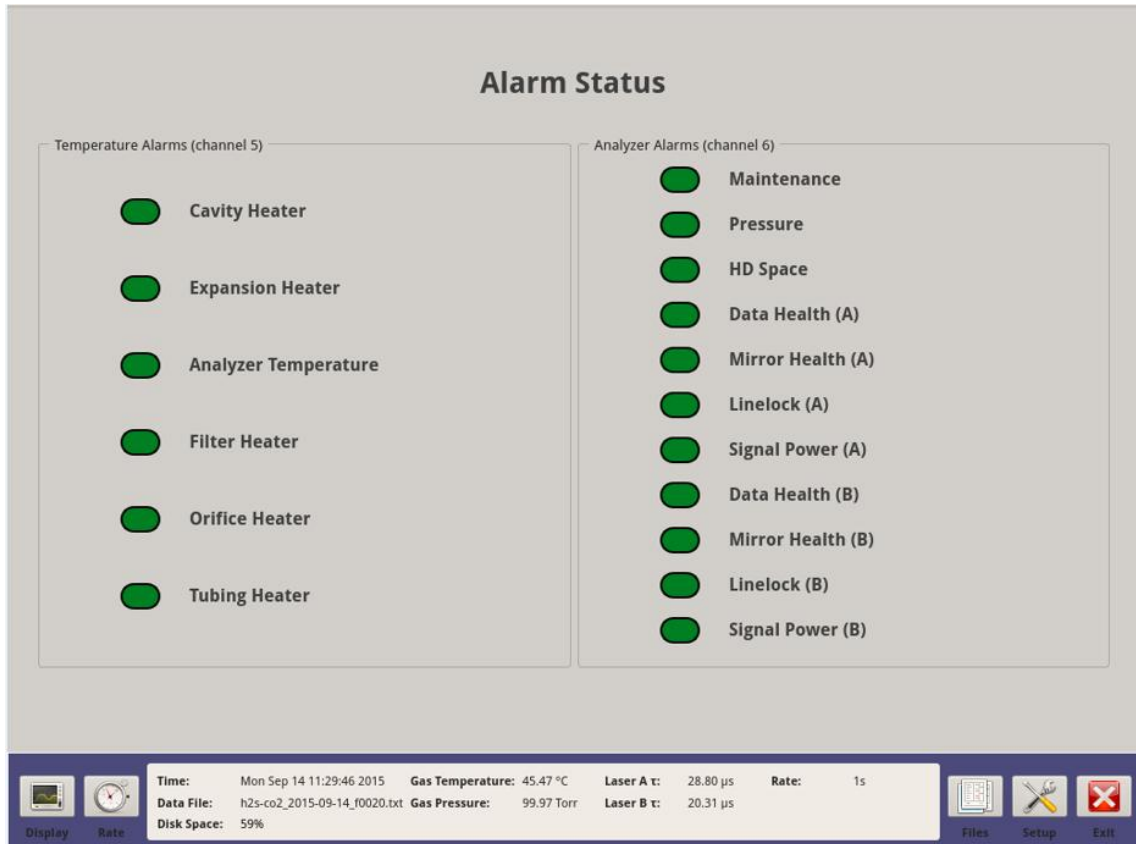 Alarm Status
Temperature Alarms (channel 5)
Cavity Heater
Expansion Heater
Analyzer Temperature
Filter Heater
Orifice Heater
Tubing Heater
Analyzer Alarms (channel 6)
Maintenance
Pressure
HD Space
Data Health (A)
Mirror Health (A)
Linelock (A)
Signal Power (A)
Data Health (B)
Mirror Health (B)
Linelock (B)
Signal Power (B)
Display
Rate
Time: Mon Sep 14 11:29:46 2015 Gas Temperature: 45.47 °C Laser A τ: 28.80 µs Rate: 1s
Data File: h2s-co2_2015-09-14_f0020.txt Gas Pressure: 99.97 Torr Laser B τ: 20.31 µs
Disk Space: 59%
Files
Setup
Exit